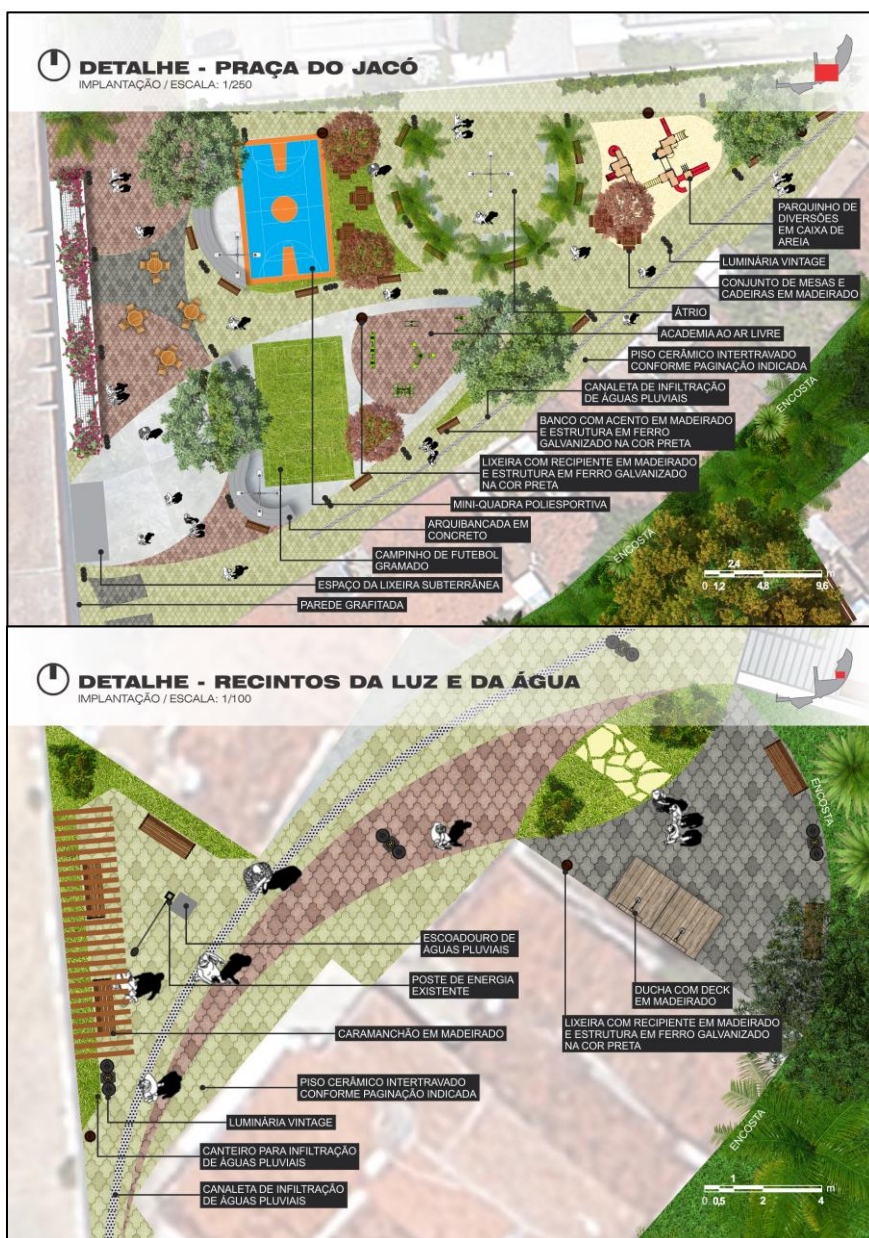 DETALHE - PRAÇA DO JACÓ
IMPLANTAÇÃO / ESCALA: 1/250
PARQUINHO DE
DIVERSÕES
EM CAIXA DE
AREIA
LUMINÁRIA VINTAGE
CONJUNTO DE MESAS E
CADEIRAS EM MADEIRADO
ÁTRIO
ACADEMIA AO AR LIVRE
PISO CERÂMICO INTERTRAVADO
CONFORME PAGINAÇÃO INDICADA
CANALETA DE INFILTRAÇÃO
DE ÁGUAS PLUVIAIS
BANCO COM ACENTO EM MADEIRADO
E ESTRUTURA EM FERRO
GALVANIZADO NA COR PRETA
LIXEIRA COM RECIPIENTE EM MADEIRADO
E ESTRUTURA EM FERRO GALVANIZADO
NA COR PRETA
MINI-QUADRA POLIESPORTIVA
ARQUIBANCADA EM
CONCRETO
CAMPINHO DE FUTEBOL
GRAMADO
ESPAÇO DA LIXEIRA SUBTERRÂNEA
PAREDE GRAFITADA
ENCOSTA
ENCOSTA
2,4
m
0 1,2 4,8 9,6
DETALHE - RECINTOS DA LUZ E DA ÁGUA
IMPLANTAÇÃO / ESCALA: 1/100
ENCOSTA
ESCOADOURO DE
ÁGUAS PLUVIAIS
POSTE DE ENERGIA
EXISTENTE
DUCHA COM DECK
EM MADEIRADO
CARAMANCHÃO EM MADEIRADO
LIXEIRA COM RECIPIENTE EM MADEIRADO
E ESTRUTURA EM FERRO GALVANIZADO
NA COR PRETA
PISO CERÂMICO INTERTRAVADO
CONFORME PAGINAÇÃO INDICADA
LUMINÁRIA VINTAGE
CANTEIRO PARA INFILTRAÇÃO
DE ÁGUAS PLUVIAIS
CANALETA DE INFILTRAÇÃO
DE ÁGUAS PLUVIAIS
ENCOSTA
1
m
0 0,5 2 4